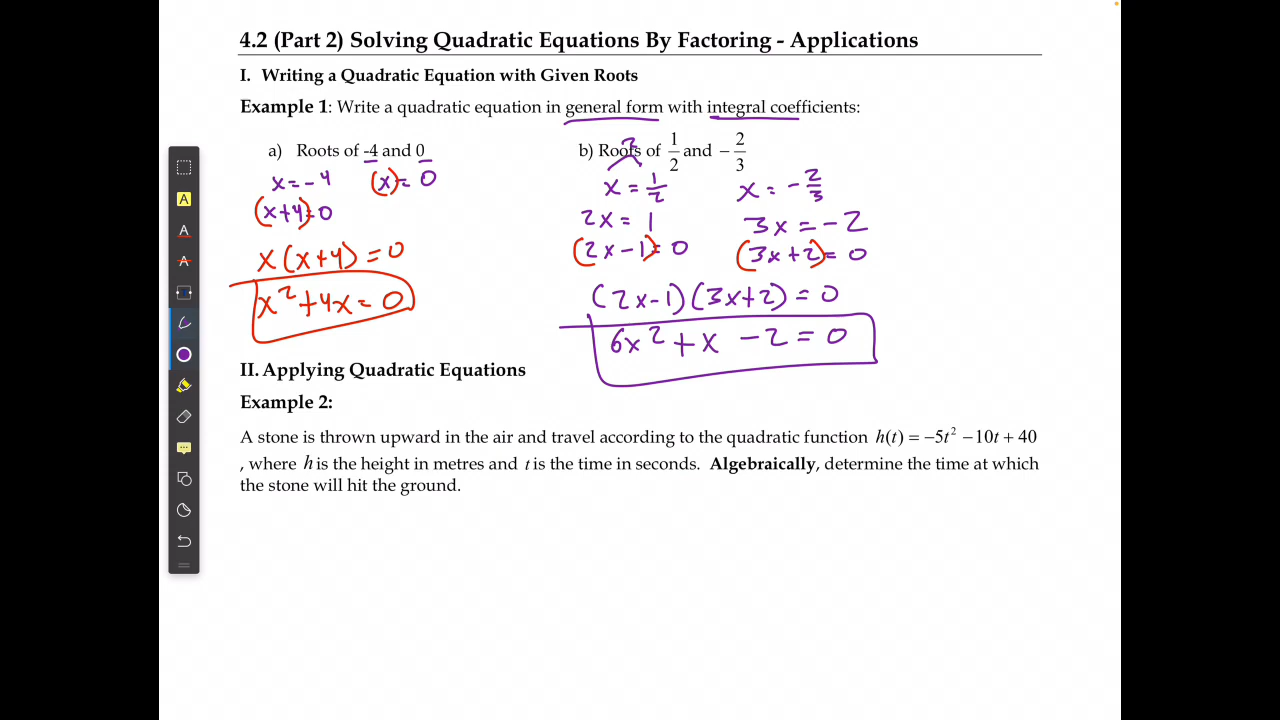 4.2 (Part 2) Solving Quadratic Equations By Factoring - Applications
I. Writing a Quadratic Equation with Given Roots
Example 1: Write a quadratic equation in general form with integral coefficients:
a) Roots of -4 and 0
b) Roots of 1/2 and -2/3
x = -4    (x) = 0
(x+4) = 0
x(x+4) = 0
x² + 4x = 0
x = 1/2    x = -2/3
2x = 1    3x = -2
(2x-1) = 0    (3x+2) = 0
(2x-1)(3x+2) = 0
6x² + x - 2 = 0
II. Applying Quadratic Equations
Example 2:
A stone is thrown upward in the air and travel according to the quadratic function h(t) = -5t² - 10t + 40
, where h is the height in metres and t is the time in seconds. Algebraically, determine the time at which
the stone will hit the ground.